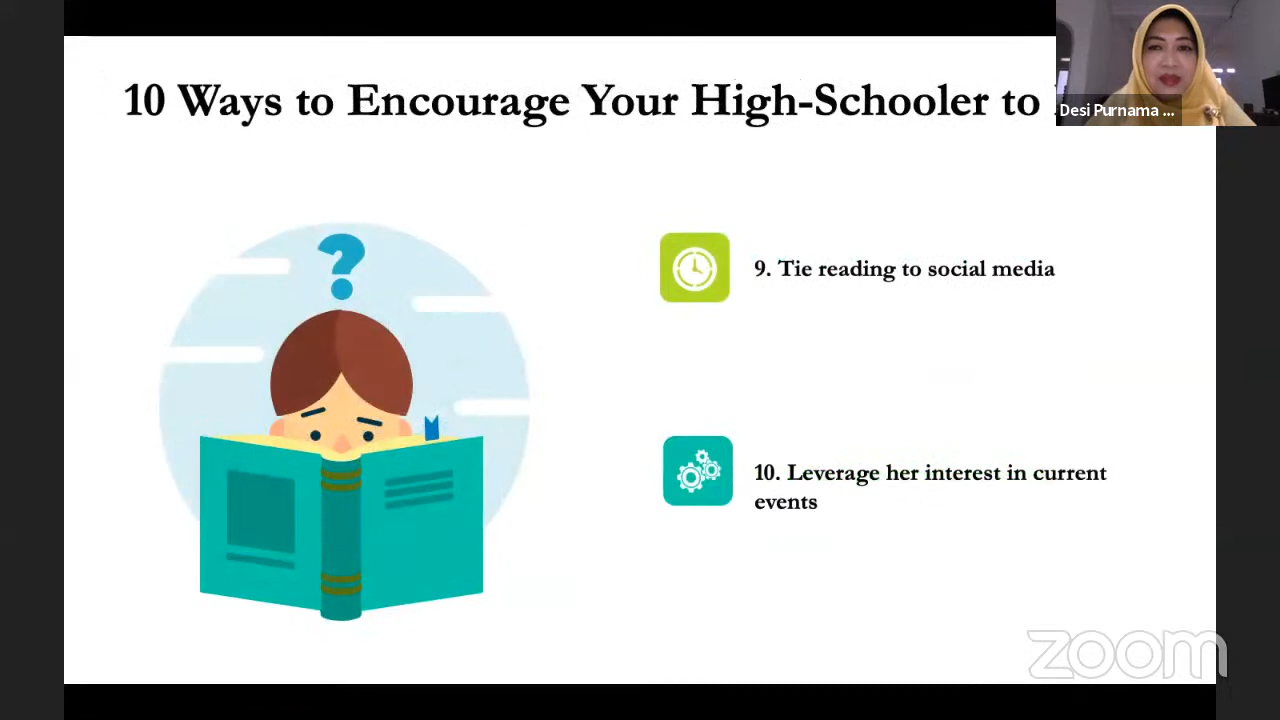 10 Ways to Encourage Your High-Schooler to
Desi Purnama ...
9. Tie reading to social media
10. Leverage her interest in current
events
zoom